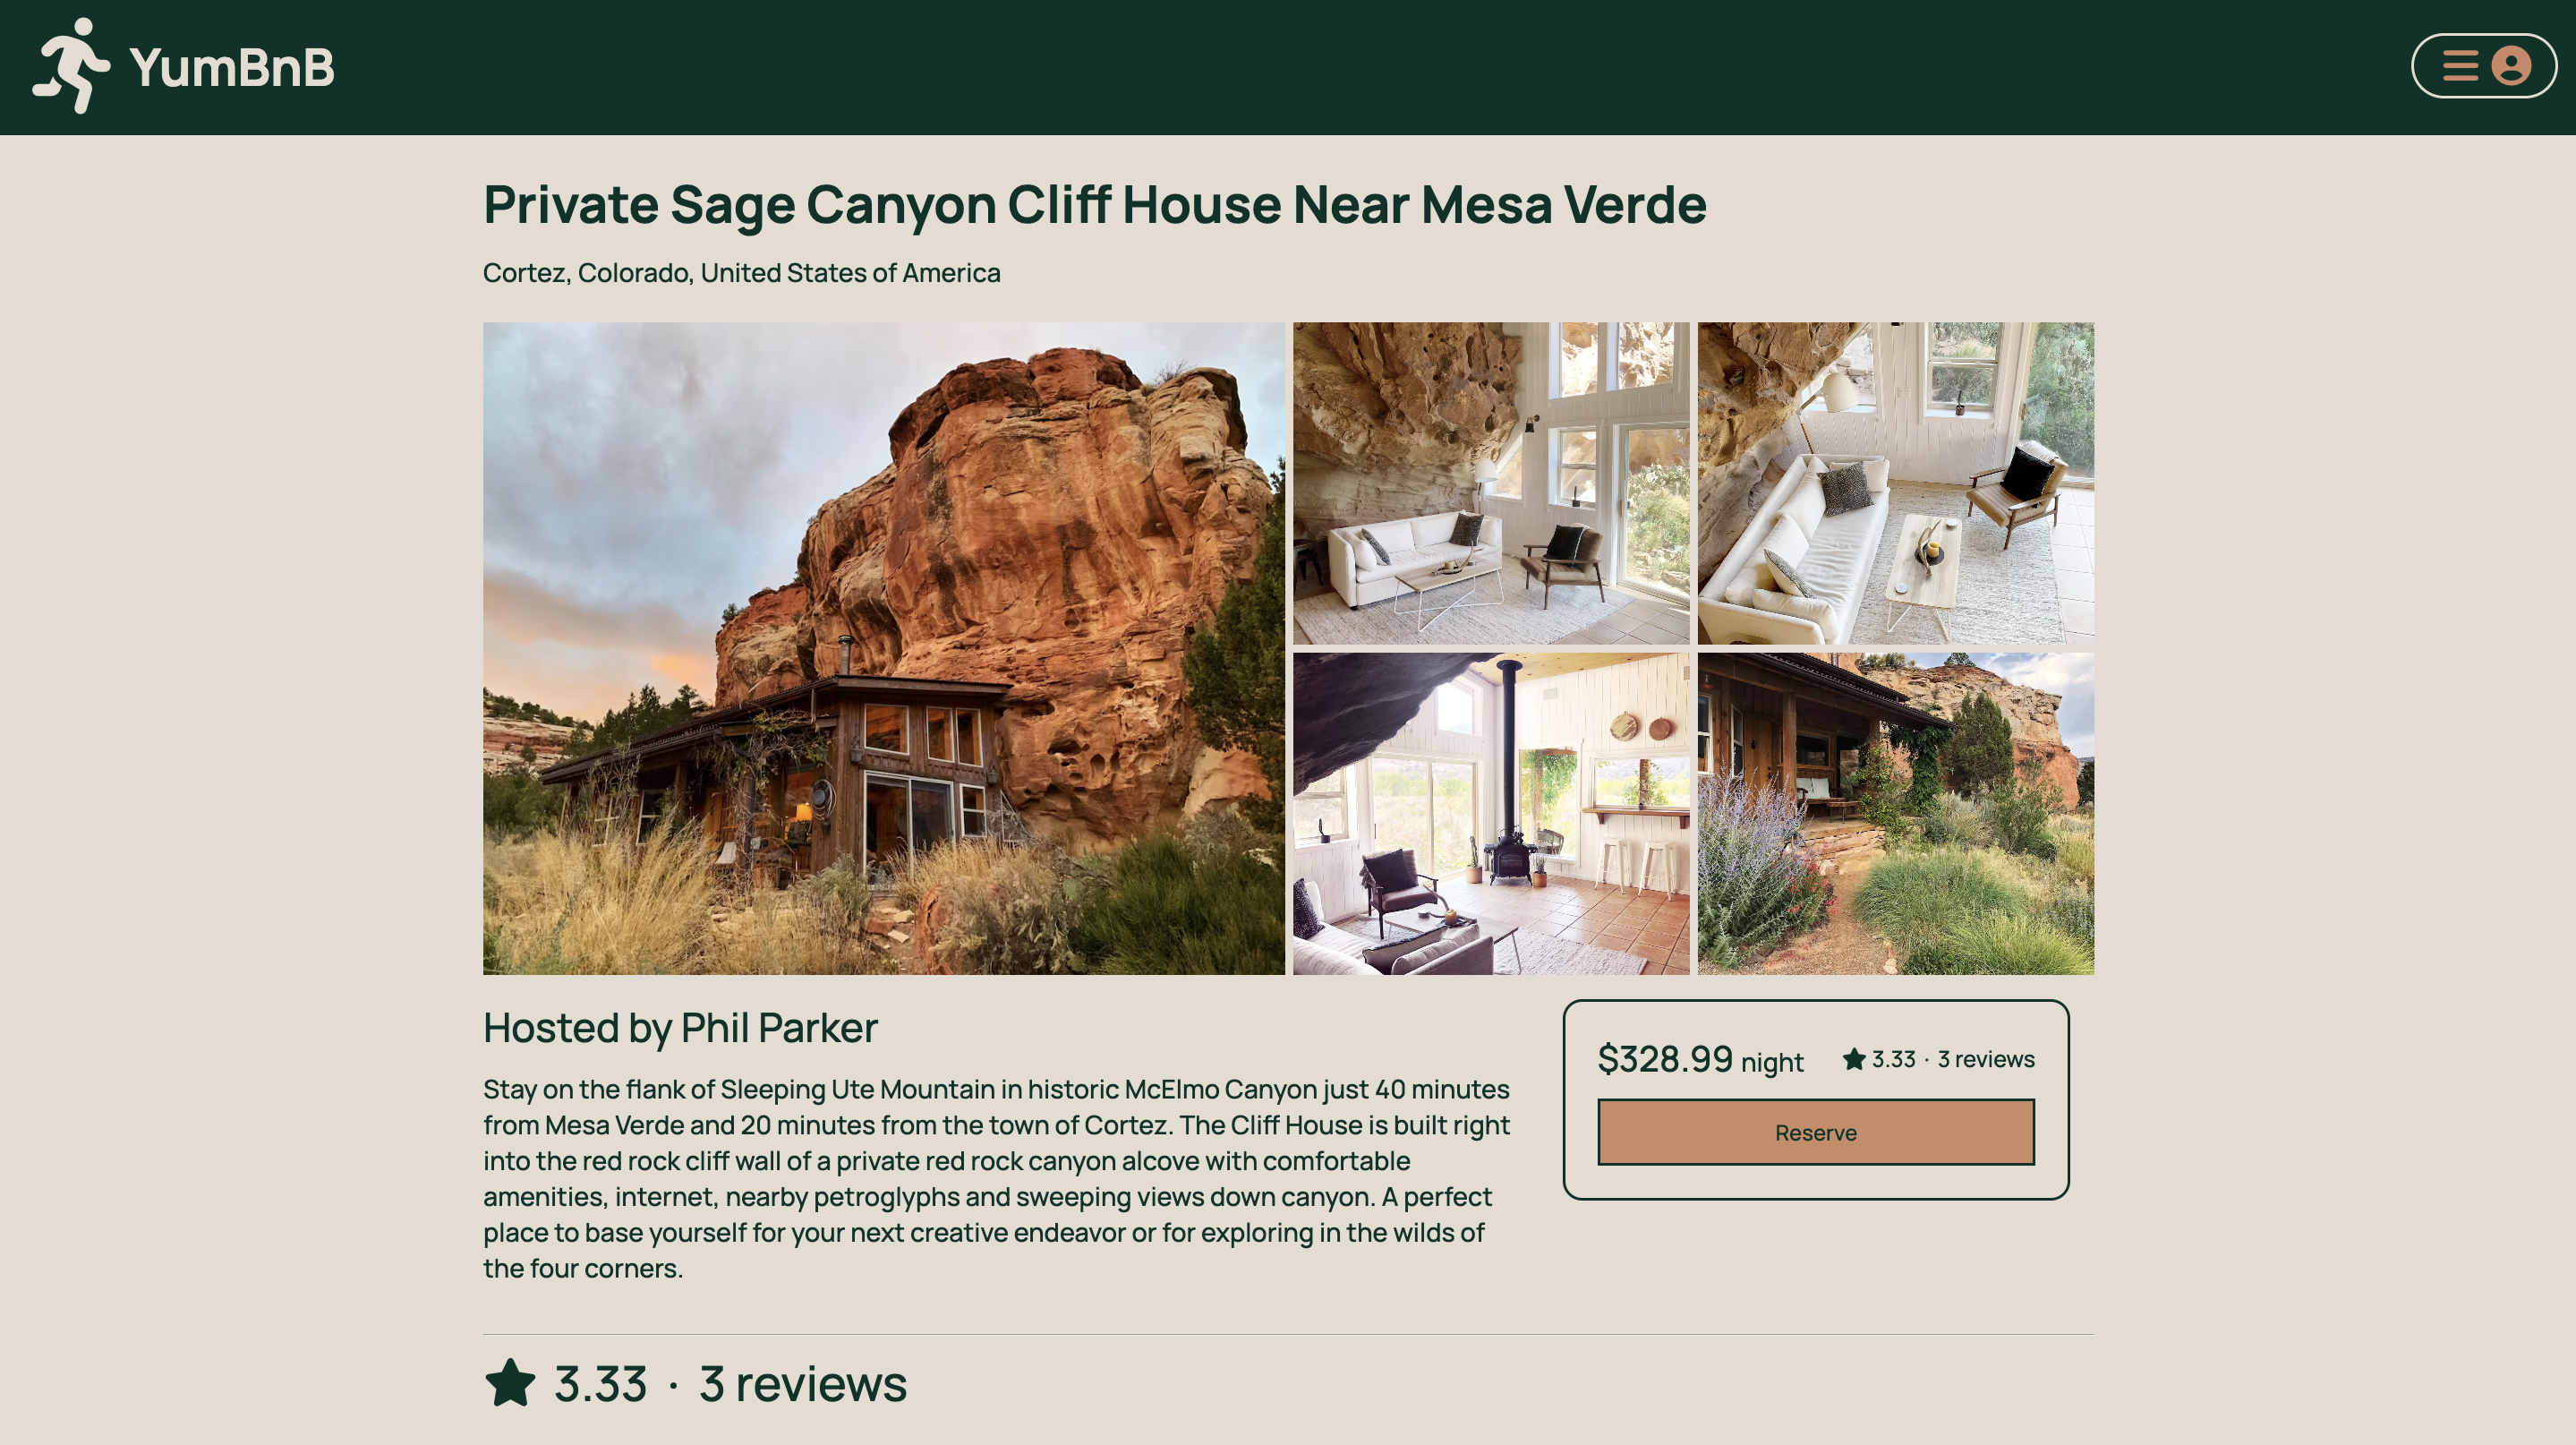 YumBnB
Private Sage Canyon Cliff House Near Mesa Verde
Cortez, Colorado, United States of America
Hosted by Phil Parker
Stay on the flank of Sleeping Ute Mountain in historic McElmo Canyon just 40 minutes
from Mesa Verde and 20 minutes from the town of Cortez. The Cliff House is built right
into the red rock cliff wall of a private red rock canyon alcove with comfortable
amenities, internet, nearby petroglyphs and sweeping views down canyon. A perfect
place to base yourself for your next creative endeavor or for exploring in the wilds of
the four corners.
$328.99 night
3.33 · 3 reviews
Reserve
3.33 · 3 reviews